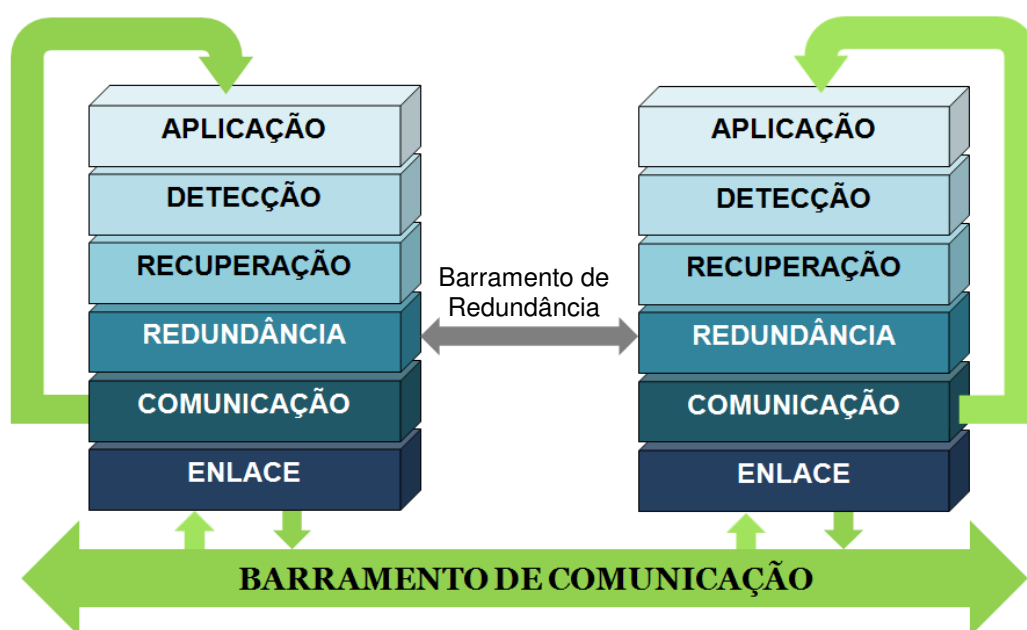 APLICAÇÃO
DETECÇÃO
RECUPERAÇÃO
REDUNDÂNCIA
COMUNICAÇÃO
ENLACE
Barramento de
Redundância
APLICAÇÃO
DETECÇÃO
RECUPERAÇÃO
REDUNDÂNCIA
COMUNICAÇÃO
ENLACE
BARRAMENTO DE COMUNICAÇÃO